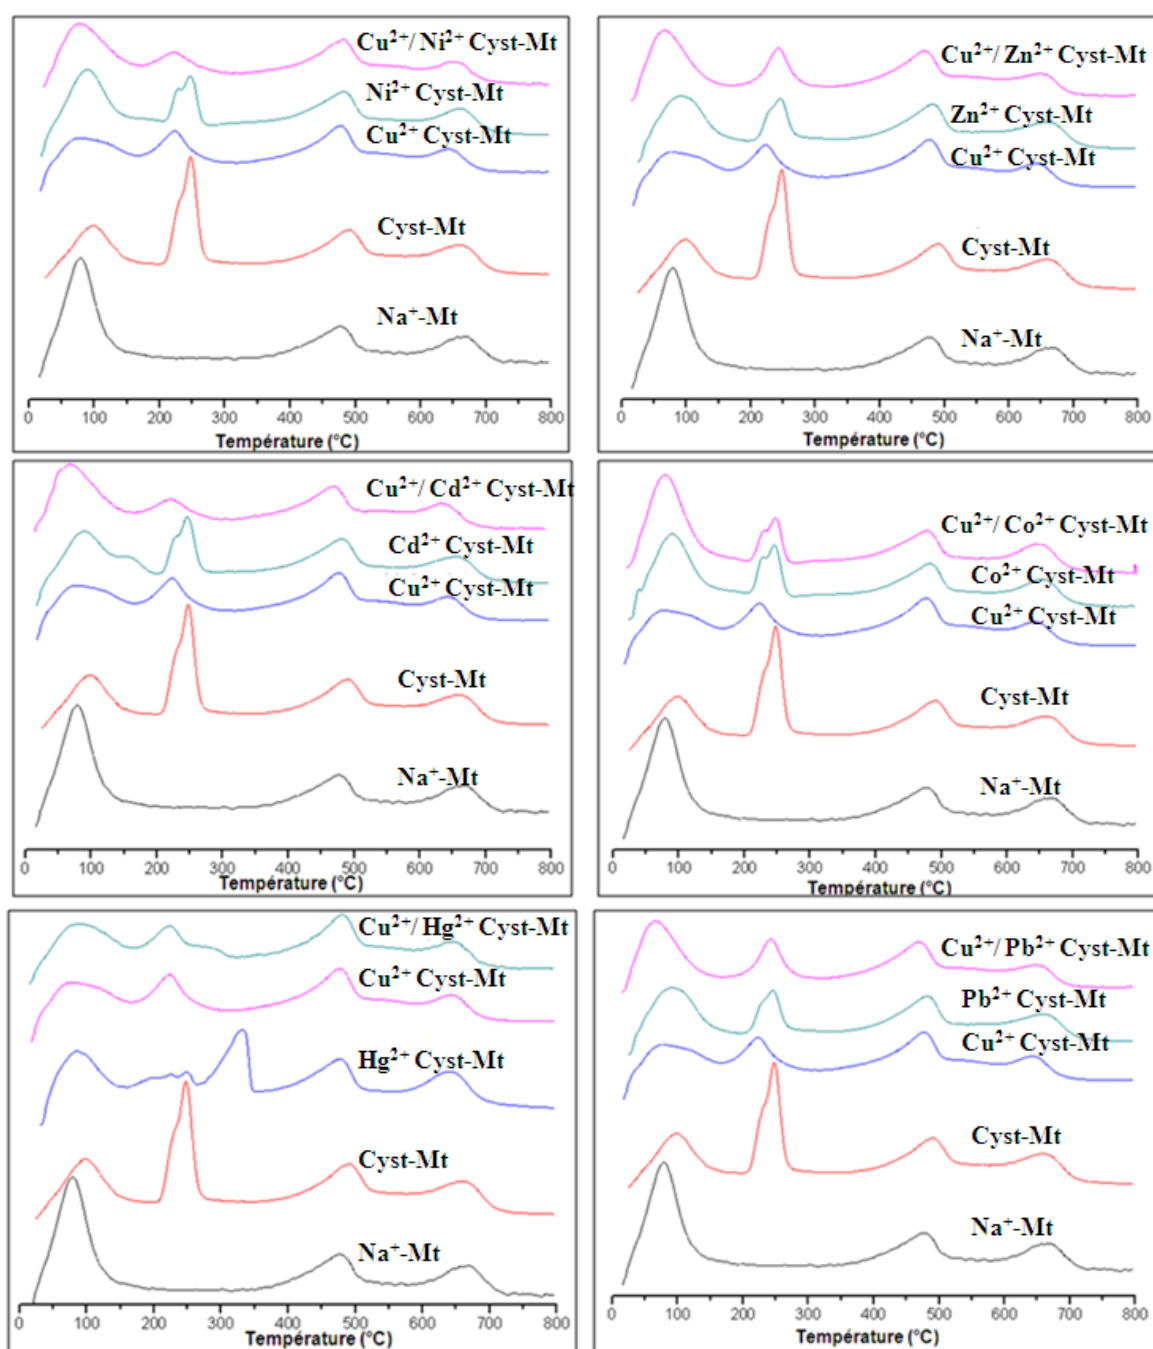 Cu²⁺/ Ni²⁺ Cyst-Mt
Ni²⁺ Cyst-Mt
Cu²⁺ Cyst-Mt
Cyst-Mt
Na⁺-Mt
0 100 200 300 400 500 600 700 800
Température (°C)
Cu²⁺/ Zn²⁺ Cyst-Mt
Zn²⁺ Cyst-Mt
Cu²⁺ Cyst-Mt
Cyst-Mt
Na⁺-Mt
0 100 200 300 400 500 600 700 800
Température (°C)
Cu²⁺/ Cd²⁺ Cyst-Mt
Cd²⁺ Cyst-Mt
Cu²⁺ Cyst-Mt
Cyst-Mt
Na⁺-Mt
0 100 200 300 400 500 600 700 800
Température (°C)
Cu²⁺/ Co²⁺ Cyst-Mt
Co²⁺ Cyst-Mt
Cu²⁺ Cyst-Mt
Cyst-Mt
Na⁺-Mt
0 100 200 300 400 500 600 700 800
Température (°C)
Cu²⁺/ Hg²⁺ Cyst-Mt
Cu²⁺ Cyst-Mt
Hg²⁺ Cyst-Mt
Cyst-Mt
Na⁺-Mt
0 100 200 300 400 500 600 700 800
Température (°C)
Cu²⁺/ Pb²⁺ Cyst-Mt
Pb²⁺ Cyst-Mt
Cu²⁺ Cyst-Mt
Cyst-Mt
Na⁺-Mt
0 100 200 300 400 500 600 700 800
Température (°C)